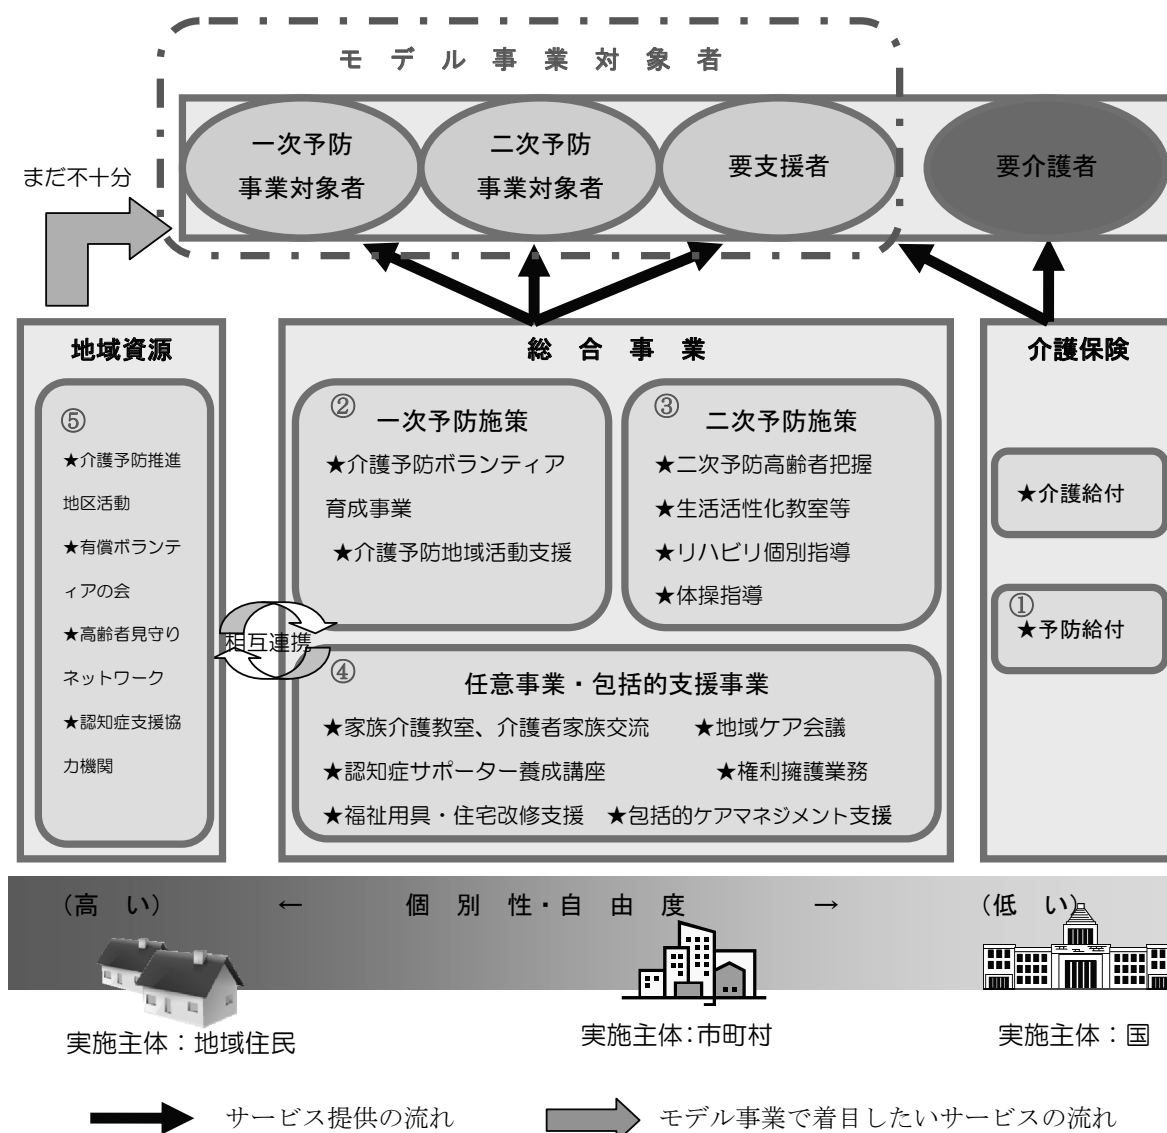 モデル事業対象者
一次予防
事業対象者
二次予防
事業対象者
要支援者
要介護者
まだ不十分
地域資源
⑤
★介護予防推進
地区活動
★有償ボランテ
ィアの会
★高齢者見守り
ネットワーク
★認知症支援協
力機関
相互連携
総合事業
②
一次予防施策
★介護予防ボランティア
育成事業
★介護予防地域活動支援
③
二次予防施策
★二次予防高齢者把握
★生活活性化教室等
★リハビリ個別指導
★体操指導
④
任意事業・包括的支援事業
★家族介護教室、介護者家族交流 ★地域ケア会議
★認知症サポーター養成講座 ★権利擁護業務
★福祉用具・住宅改修支援 ★包括的ケアマネジメント支援
介護保険
★介護給付
①
★予防給付
(高い) ← 個別性・自由度 → (低い)
実施主体：地域住民
実施主体:市町村
実施主体：国
サービス提供の流れ
モデル事業で着目したいサービスの流れ